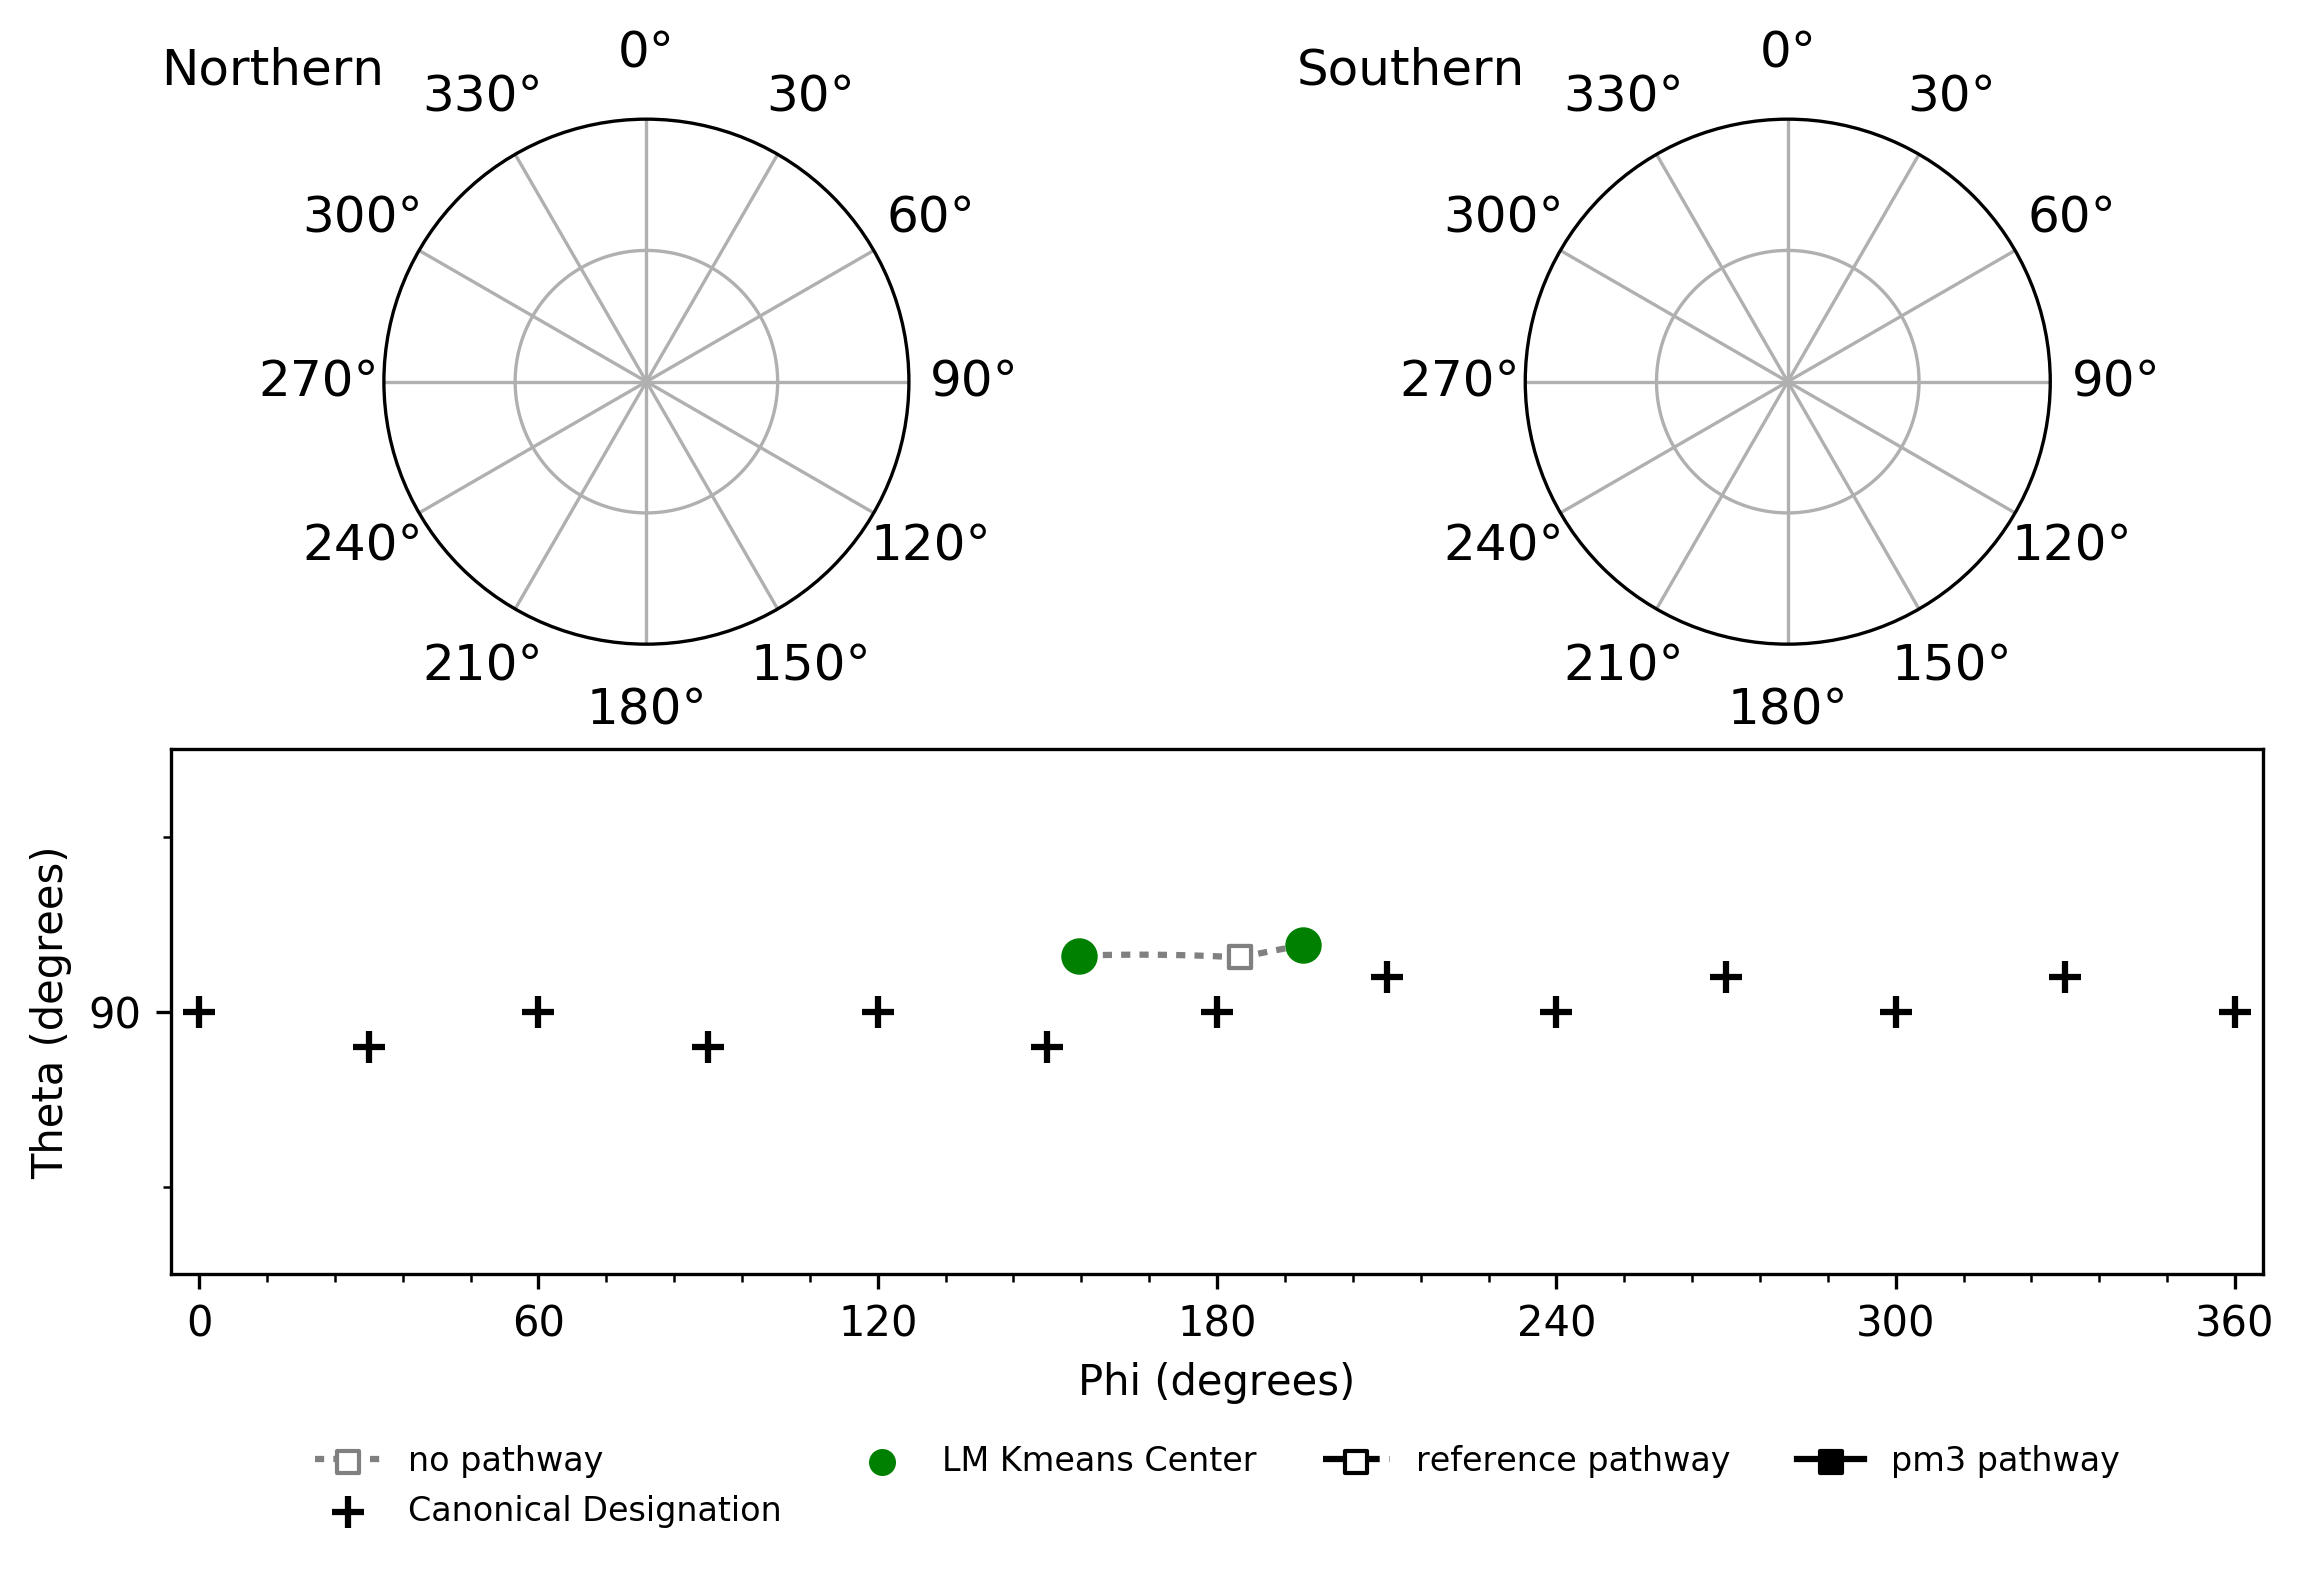 Northern
0°
330°
30°
300°
60°
270°
90°
240°
120°
210°
150°
180°
Southern
0°
330°
30°
300°
60°
270°
90°
240°
120°
210°
150°
180°
Theta (degrees)
90
0 60 120 180 240 300 360
Phi (degrees)
no pathway
Canonical Designation
LM Kmeans Center
reference pathway
pm3 pathway